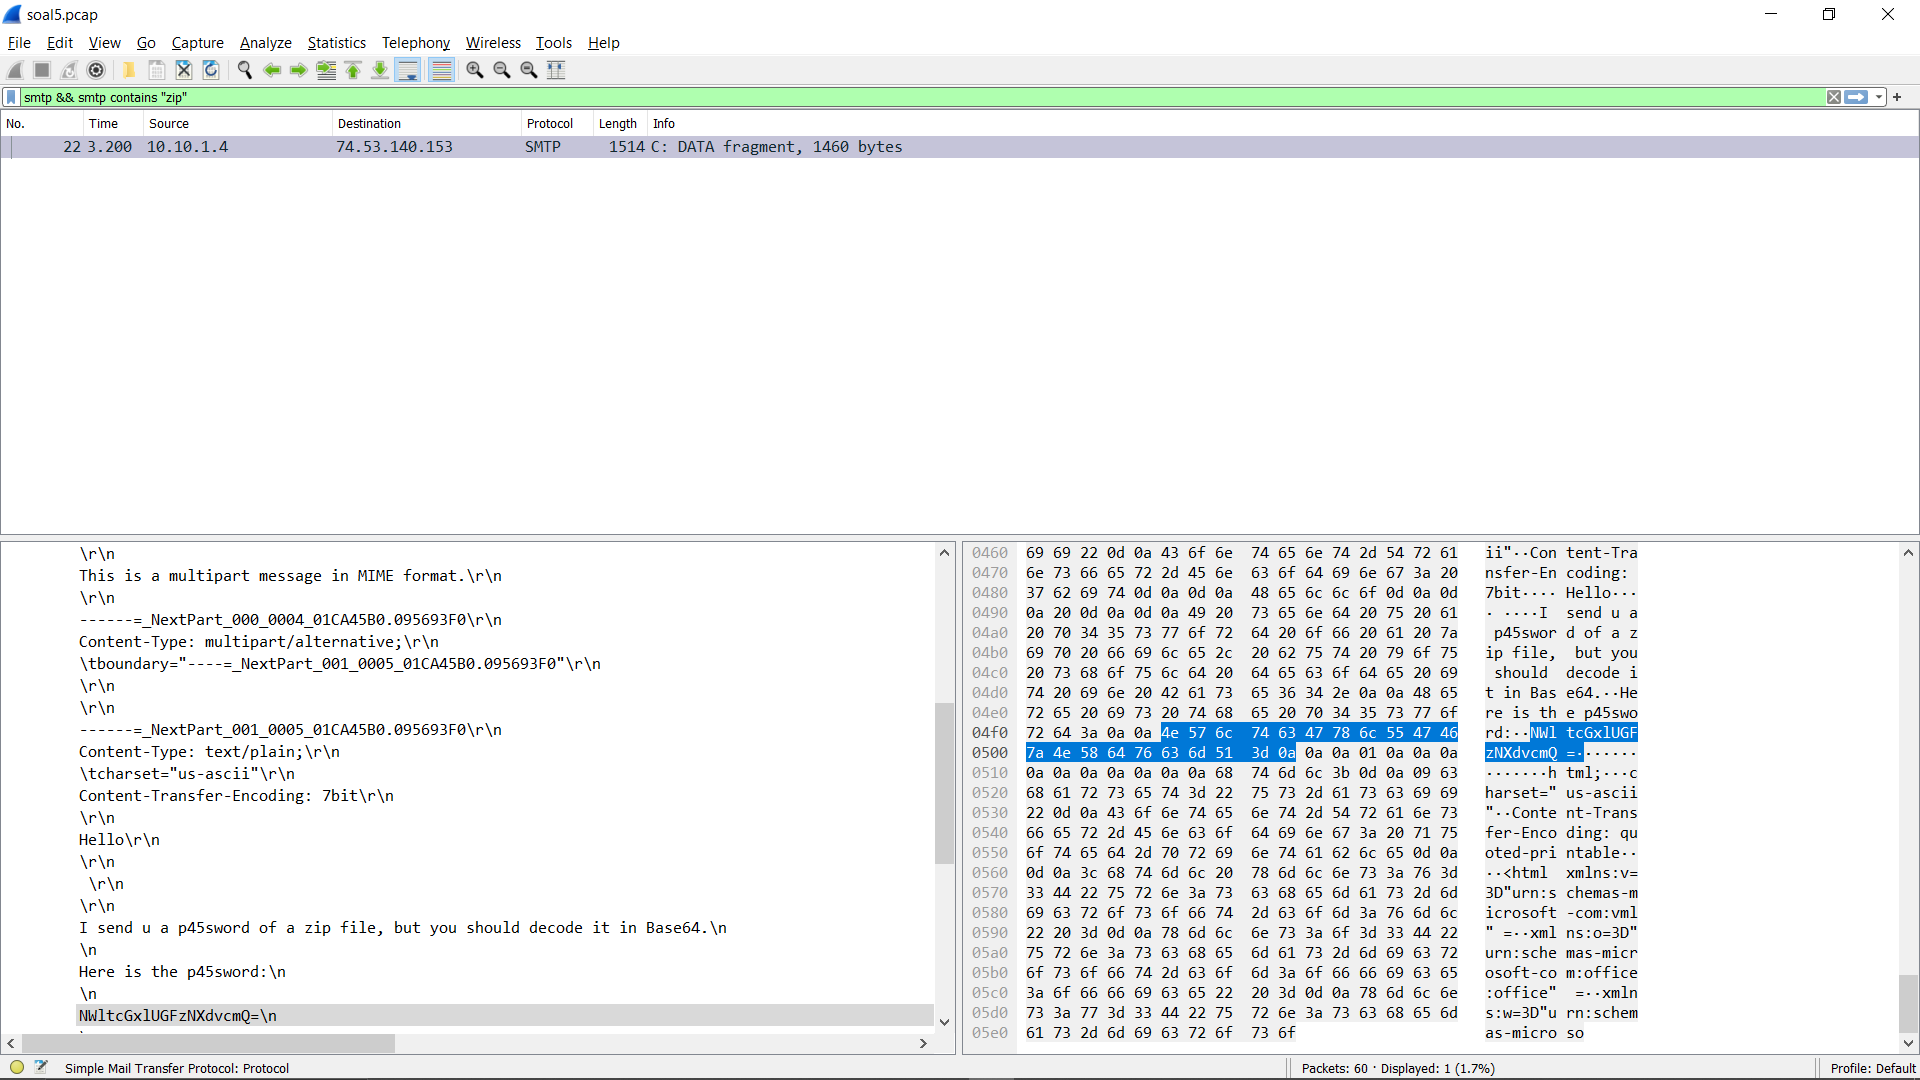 soal5.pcap
File Edit View Go Capture Analyze Statistics Telephony Wireless Tools Help
smtp && smtp contains "zip"
No. Time Source Destination Protocol Length Info
22 3.200 10.10.1.4 74.53.140.153 SMTP 1514 C: DATA fragment, 1460 bytes
\r\n
This is a multipart message in MIME format.\r\n
\r\n
------=_NextPart_000_0004_01CA45B0.095693F0\r\n
Content-Type: multipart/alternative;\r\n
\tboundary="----=_NextPart_001_0005_01CA45B0.095693F0"\r\n
\r\n
\r\n
------=_NextPart_001_0005_01CA45B0.095693F0\r\n
Content-Type: text/plain;\r\n
\tcharset="us-ascii"\r\n
Content-Transfer-Encoding: 7bit\r\n
\r\n
Hello\r\n
\r\n
 \r\n
\r\n
I send u a p45sword of a zip file, but you should decode it in Base64.\n
\n
Here is the p45sword:\n
\n
NWltcGxlUGFzNXdvcmQ=\n
0460 69 69 22 0d 0a 43 6f 6e 74 65 6e 74 2d 54 72 61 ii"··Con tent-Tra
0470 6e 73 66 65 72 2d 45 6e 63 6f 64 69 6e 67 3a 20 nsfer-En coding:
0480 37 62 69 74 0d 0a 0d 0a 48 65 6c 6c 6f 0d 0a 0d 7bit···· Hello···
0490 0a 20 0d 0a 0d 0a 49 20 73 65 6e 64 20 75 20 61 · ····I send u a
04a0 20 70 34 35 73 77 6f 72 64 20 6f 66 20 61 20 7a p45swor d of a z
04b0 69 70 20 66 69 6c 65 2c 20 62 75 74 20 79 6f 75 ip file, but you
04c0 20 73 68 6f 75 6c 64 20 64 65 63 6f 64 65 20 69 should decode i
04d0 74 20 69 6e 20 42 61 73 65 36 34 2e 0a 0a 48 65 t in Bas e64.··He
04e0 72 65 20 69 73 20 74 68 65 20 70 34 35 73 77 6f re is th e p45swo
04f0 72 64 3a 0a 0a 4e 57 6c 74 63 47 78 6c 55 47 46 rd:··NWl tcGxlUGF
0500 7a 4e 58 64 76 63 6d 51 3d 0a 0a 0a 01 0a 0a 0a zNXdvcmQ =·······
0510 0a 0a 0a 0a 0a 0a 0a 68 74 6d 6c 3b 0d 0a 09 63 ·······h tml;···c
0520 68 61 72 73 65 74 3d 22 75 73 2d 61 73 63 69 69 harset=" us-ascii
0530 22 0d 0a 43 6f 6e 74 65 6e 74 2d 54 72 61 6e 73 "··Conte nt-Trans
0540 66 65 72 2d 45 6e 63 6f 64 69 6e 67 3a 20 71 75 fer-Enco ding: qu
0550 6f 74 65 64 2d 70 72 69 6e 74 61 62 6c 65 0d 0a oted-pri ntable··
0560 0d 0a 3c 68 74 6d 6c 20 78 6d 6c 6e 73 3a 76 3d ··<html xmlns:v=
0570 33 44 22 75 72 6e 3a 73 63 68 65 6d 61 73 2d 6d 3D"urn:s chemas-m
0580 69 63 72 6f 73 6f 66 74 2d 63 6f 6d 3a 76 6d 6c icrosoft -com:vml
0590 22 20 3d 0d 0a 78 6d 6c 6e 73 3a 6f 3d 33 44 22 " =··xml ns:o=3D"
05a0 75 72 6e 3a 73 63 68 65 6d 61 73 2d 6d 69 63 72 urn:sche mas-micr
05b0 6f 73 6f 66 74 2d 63 6f 6d 3a 6f 66 66 69 63 65 osoft-co m:office
05c0 3a 6f 66 66 69 63 65 22 20 3d 0d 0a 78 6d 6c 6e :office" =··xmln
05d0 73 3a 77 3d 33 44 22 75 72 6e 3a 73 63 68 65 6d s:w=3D"u rn:schem
05e0 61 73 2d 6d 69 63 72 6f 73 6f as-micro so
Simple Mail Transfer Protocol: Protocol Packets: 60 · Displayed: 1 (1.7%) Profile: Default